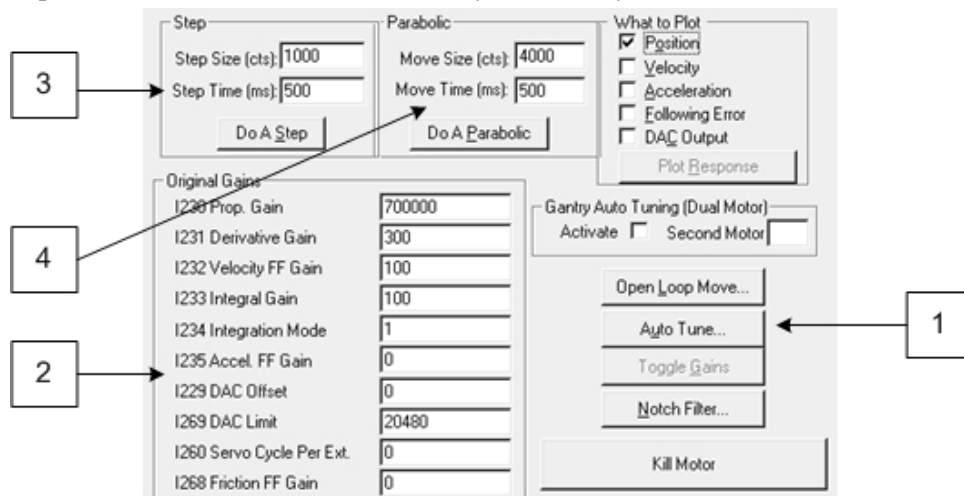 Step
Step Size (cts): 1000
Step Time (ms): 500
Do A Step
Parabolic
Move Size (cts): 4000
Move Time (ms): 500
Do A Parabolic
What to Plot
Position
Velocity
Acceleration
Following Error
DAC Output
Plot Response
3
4
2
1
Original Gains
I230 Prop. Gain 700000
I231 Derivative Gain 300
I232 Velocity FF Gain 100
I233 Integral Gain 100
I234 Integration Mode 1
I235 Accel. FF Gain 0
I229 DAC Offset 0
I269 DAC Limit 20480
I260 Servo Cycle Per Ext. 0
I268 Friction FF Gain 0
Gantry Auto Tuning (Dual Motor)
Activate Second Motor
Open Loop Move...
Auto Tune...
Toggle Gains
Notch Filter...
Kill Motor